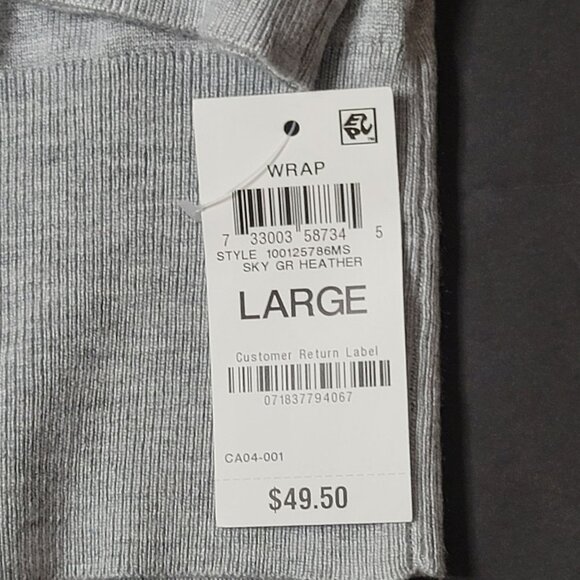 EPC
WRAP
7 33003 58734 5
STYLE 100125786MS
SKY GR HEATHER
LARGE
Customer Return Label
071837794067
CA04-001
$49.50